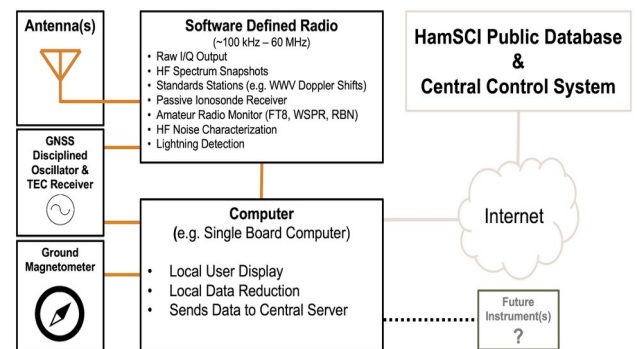 Antenna(s)
Software Defined Radio
(~100 kHz – 60 MHz)
• Raw I/Q Output
• HF Spectrum Snapshots
• Standards Stations (e.g. WWV Doppler Shifts)
• Passive Ionosonde Receiver
• Amateur Radio Monitor (FT8, WSPR, RBN)
• HF Noise Characterization
• Lightning Detection
HamSCI Public Database
&
Central Control System
GNSS
Disciplined
Oscillator &
TEC Receiver
Computer
(e.g. Single Board Computer)
• Local User Display
• Local Data Reduction
• Sends Data to Central Server
Internet
Ground
Magnetometer
Future
Instrument(s)
?